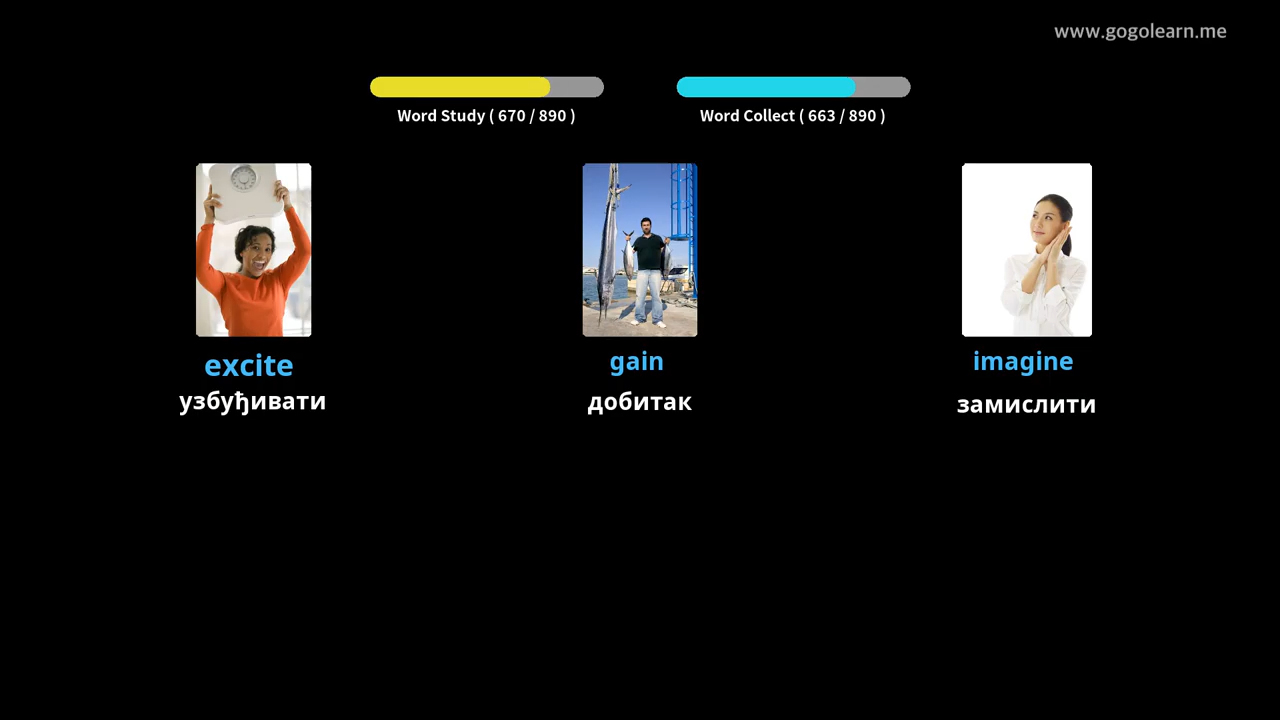 www.gogolearn.me
Word Study ( 670 / 890 )
Word Collect ( 663 / 890 )
excite
узбуђивати
gain
добитак
imagine
замислити